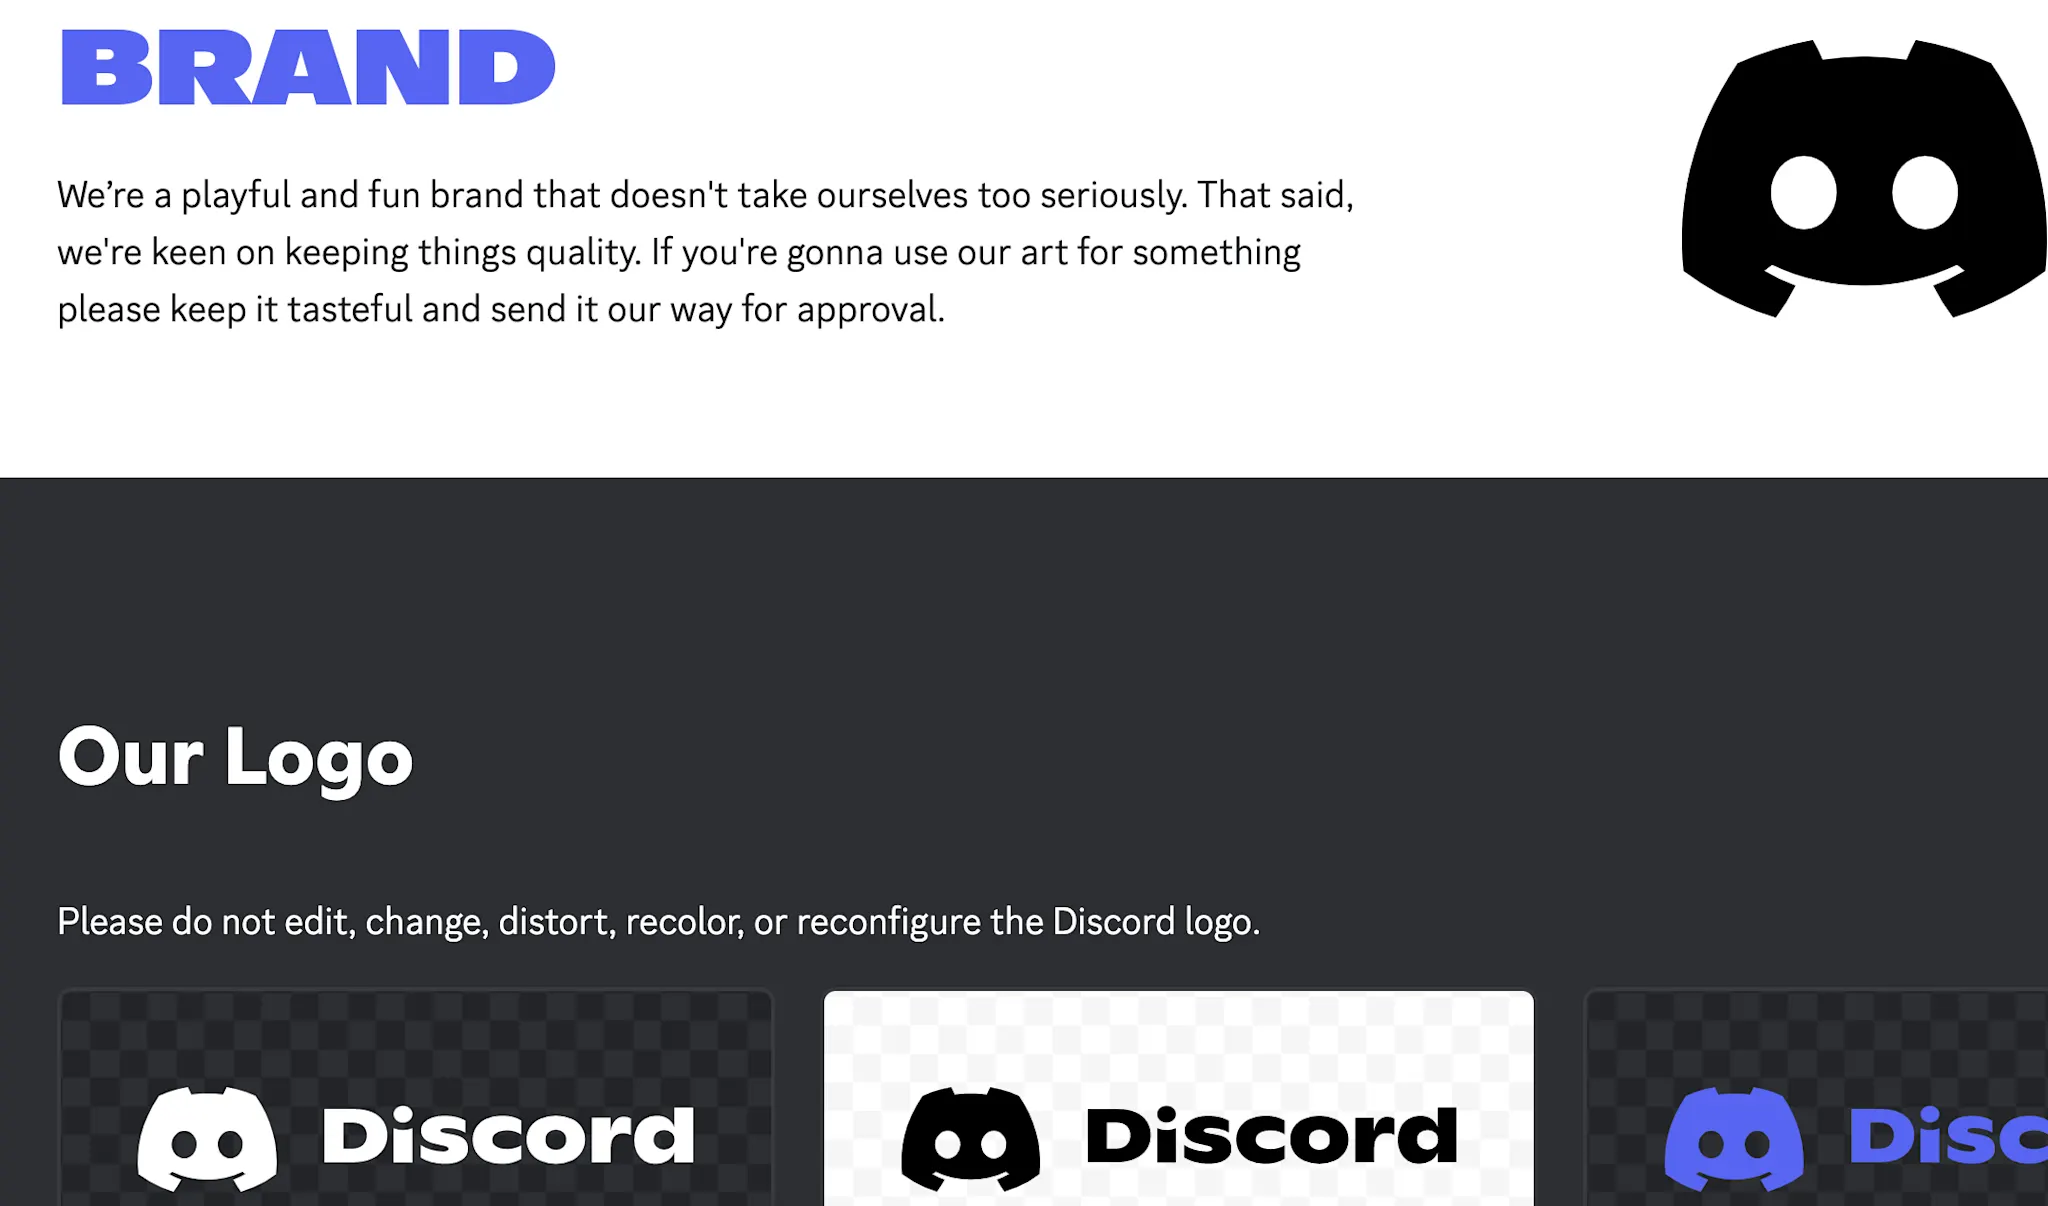 BRAND
We’re a playful and fun brand that doesn't take ourselves too seriously. That said,
we're keen on keeping things quality. If you're gonna use our art for something
please keep it tasteful and send it our way for approval.
Our Logo
Please do not edit, change, distort, recolor, or reconfigure the Discord logo.
Discord
Discord
Disc